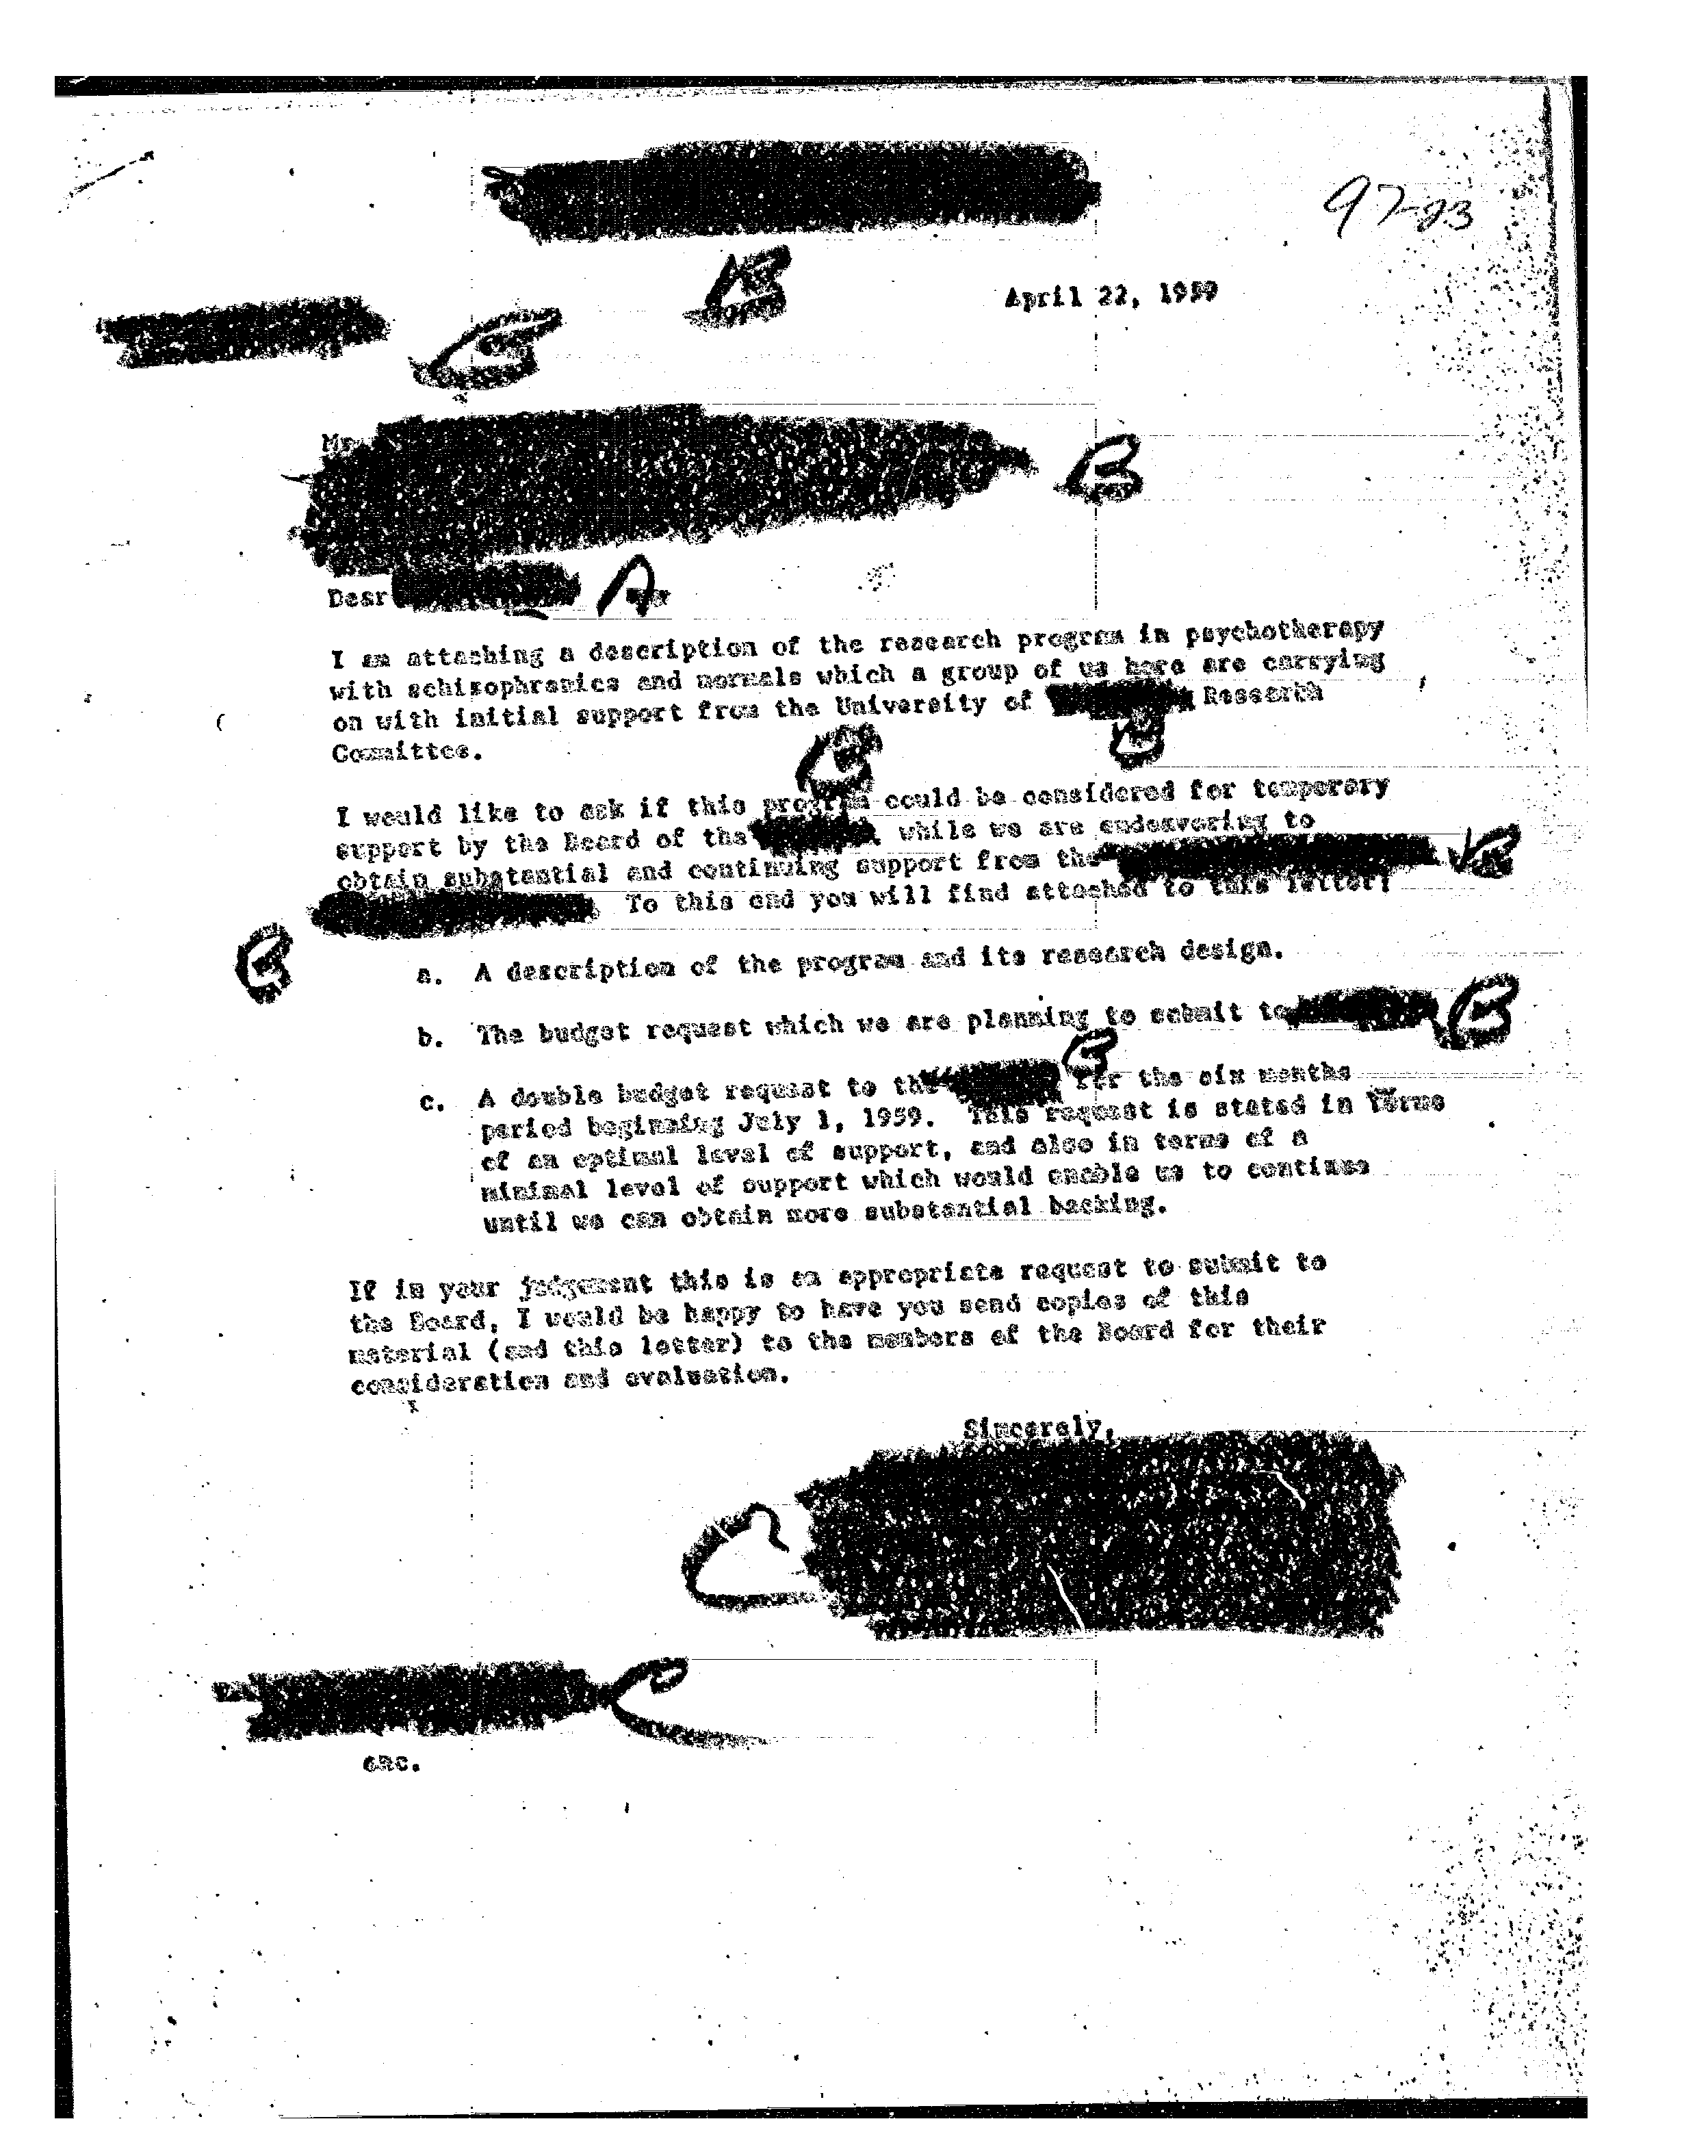 97-23
B
April 22, 1959
C
Mr.
B
Dear
A
I am attaching a description of the research program in psychotherapy
with schizophrenics and normals which a group of us here are carrying
on with initial support from the University of Research
Committee.
C
B
I would like to ask if this program could be considered for temporary
support by the Board of the while we are endeavoring to
obtain substantial and continuing support from the
B
To this end you will find attached to this letter:
B
a. A description of the program and its research design.
b. The budget request which we are planning to submit to
B
c. A double budget request to the for the six months
B
period beginning July 1, 1959. This request is stated in terms
of an optimal level of support, and also in terms of a
minimal level of support which would enable us to continue
until we can obtain more substantial backing.
If in your judgement this is an appropriate request to submit to
the Board, I would be happy to have you send copies of this
material (and this letter) to the members of the Board for their
consideration and evaluation.
Sincerely,
C
C
enc.